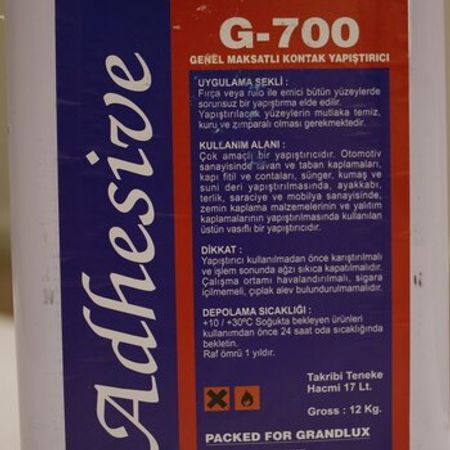 Adhesive
G-700
GENEL MAKSATLI KONTAK YAPIŞTIRICI
UYGULAMA ŞEKLİ :
Fırça veya rulo ile emici bütün yüzeylerde
sorunsuz bir yapıştırma elde edilir.
Yapıştırılacak yüzeylerin mutlaka temiz,
kuru ve zımparalı olması gerekmektedir.
KULLANIM ALANI :
Çok amaçlı bir yapıştırıcıdır. Otomotiv
sanayisinde tavan ve taban kaplamaları,
kapı fitil ve contaları, sünger, kumaş ve
suni deri yapıştırılmasında, ayakkabı,
terlik, saraciye ve mobilya sanayisinde,
zemin kaplama malzemelerinin ve yalıtım
kaplamalarının yapıştırılmasında kullanılan
üstün vasıflı bir yapıştırıcıdır.
DİKKAT :
Yapıştırıcı kullanılmadan önce karıştırılmalı
ve işlem sonunda ağzı sıkıca kapatılmalıdır.
Çalışma ortamı havalandırılmalı, sigara
içilmemeli, çıplak alev bulundurulmamalıdır.
DEPOLAMA SICAKLIĞI :
+10 / +30ºC Soğukta bekleyen ürünleri
kullanımdan önce 24 saat oda sıcaklığında
bekletin.
Raf ömrü 1 yıldır.
Takribi Teneke
Hacmi 17 Lt.
Gross : 12 Kg.
PACKED FOR GRANDLUX